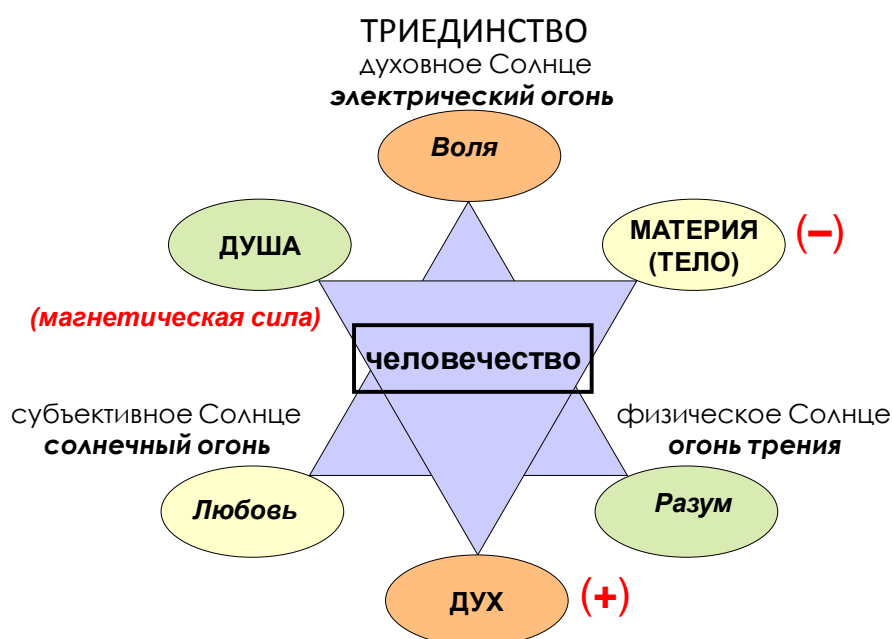 ТРИЕДИНСТВО
духовное Солнце
электрический огонь
Воля
ДУША
МАТЕРИЯ
(ТЕЛО)
(–)
(магнетическая сила)
человечество
субъективное Солнце
солнечный огонь
физическое Солнце
огонь трения
Любовь
Разум
ДУХ
(+)